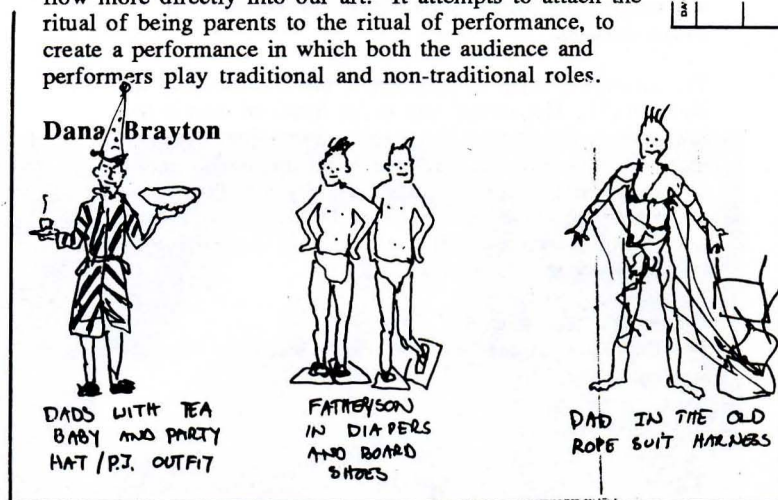 now more directly into our art. It attempts to attach the
ritual of being parents to the ritual of performance, to
create a performance in which both the audience and
performers play traditional and non-traditional roles.
Dana Brayton
DADS WITH TEA
BABY AND PARTY
HAT / P.J. OUTFIT
FATHER/SON
IN DIAPERS
AND BOARD
SHOES
DAD IN THE OLD
ROPE SUIT HARNESS